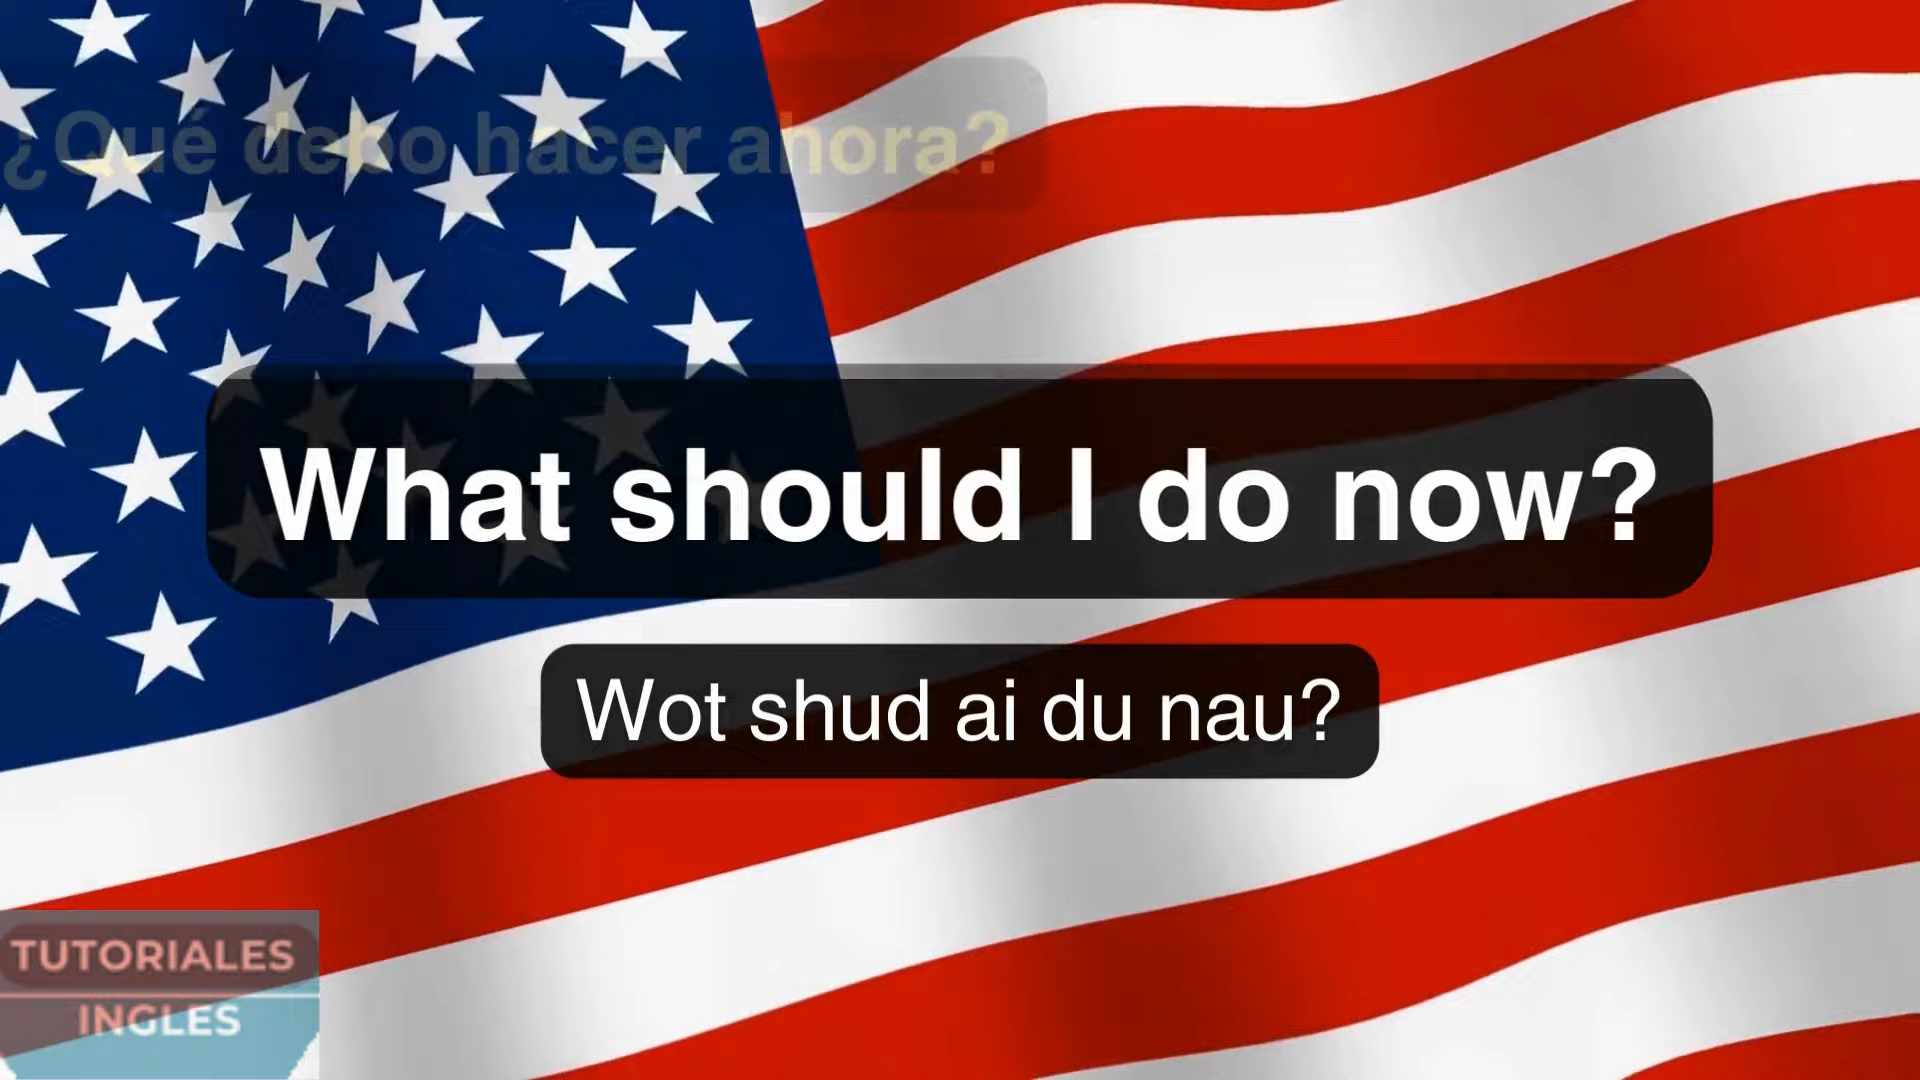 ¿Qué debo hacer ahora?
What should I do now?
Wot shud ai du nau?
TUTORIALES
INGLES